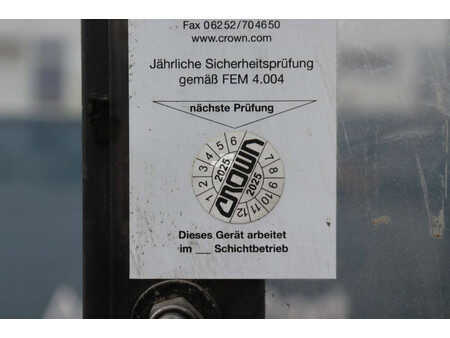 Fax 06252/704650
www.crown.com
Jährliche Sicherheitsprüfung
gemäß FEM 4.004
nächste Prüfung
1 2 3 4 5 6
2025
CROWN
2025
7 8 9 10 11 12
Dieses Gerät arbeitet
im __ Schichtbetrieb